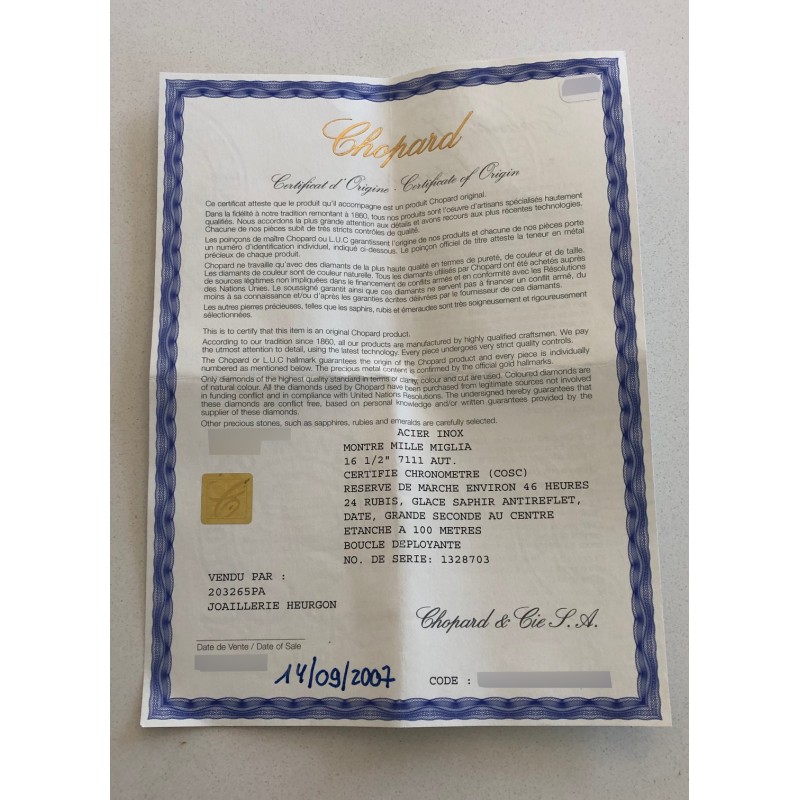 Chopard
Certificat d'Origine - Certificate of Origin
Ce certificat atteste que le produit qu'il accompagne est un produit Chopard original.
Dans la fidélité à notre tradition remontant à 1860, tous nos produits sont l'oeuvre d'artisans spécialisés hautement
qualifiés. Nous accordons la plus grande attention aux détails et avons recours aux plus récentes technologies.
Chacune de nos pièces subit de très stricts contrôles de qualité.
Les poinçons de maître Chopard ou L.U.C garantissent l'origine de nos produits et chacune de nos pièces porte
un numéro d'identification individuel, indiqué ci-dessous. Le poinçon officiel de titre atteste la teneur en métal
précieux de chaque produit.
Chopard ne travaille qu'avec des diamants de la plus haute qualité en termes de pureté, de couleur et de taille.
Les diamants de couleur sont de couleur naturelle. Tous les diamants utilisés par Chopard ont été achetés auprès
de sources légitimes non impliquées dans le financement de conflits armés et en conformité avec les Résolutions
des Nations Unies. Le soussigné garantit ainsi que ces diamants ne servent pas à financer un conflit armé, du
moins à sa connaissance et/ou d'après les garanties écrites délivrées par le fournisseur de ces diamants.
Les autres pierres précieuses, telles que les saphirs, rubis et émeraudes sont très soigneusement et rigoureusement
sélectionnées.
This is to certify that this item is an original Chopard product.
According to our tradition since 1860, all our products are manufactured by highly qualified craftsmen. We pay
the utmost attention to detail, using the latest technology. Every piece undergoes very strict quality controls.
The Chopard or L.U.C hallmark guarantees the origin of the Chopard product and every piece is individually
numbered as mentioned below. The precious metal content is confirmed by the official gold hallmarks.
Only diamonds of the highest quality standard in terms of clarity, colour and cut are used. Coloured diamonds are
of natural colour. All the diamonds used by Chopard have been purchased from legitimate sources not involved
in funding conflict and in compliance with United Nations Resolutions. The undersigned hereby guarantees that
these diamonds are conflict free, based on personal knowledge and/or written guarantees provided by the
supplier of these diamonds.
Other precious stones, such as sapphires, rubies and emeralds are carefully selected.
ACIER INOX
MONTRE MILLE MIGLIA
16 1/2" 7111 AUT.
CERTIFIE CHRONOMETRE (COSC)
RESERVE DE MARCHE ENVIRON 46 HEURES
24 RUBIS, GLACE SAPHIR ANTIREFLET,
DATE, GRANDE SECONDE AU CENTRE
ETANCHE A 100 METRES
BOUCLE DEPLOYANTE
NO. DE SERIE: 1328703
VENDU PAR :
203265PA
JOAILLERIE HEURGON
Chopard & Cie S.A.
Date de Vente / Date of Sale
14/09/2007
CODE :